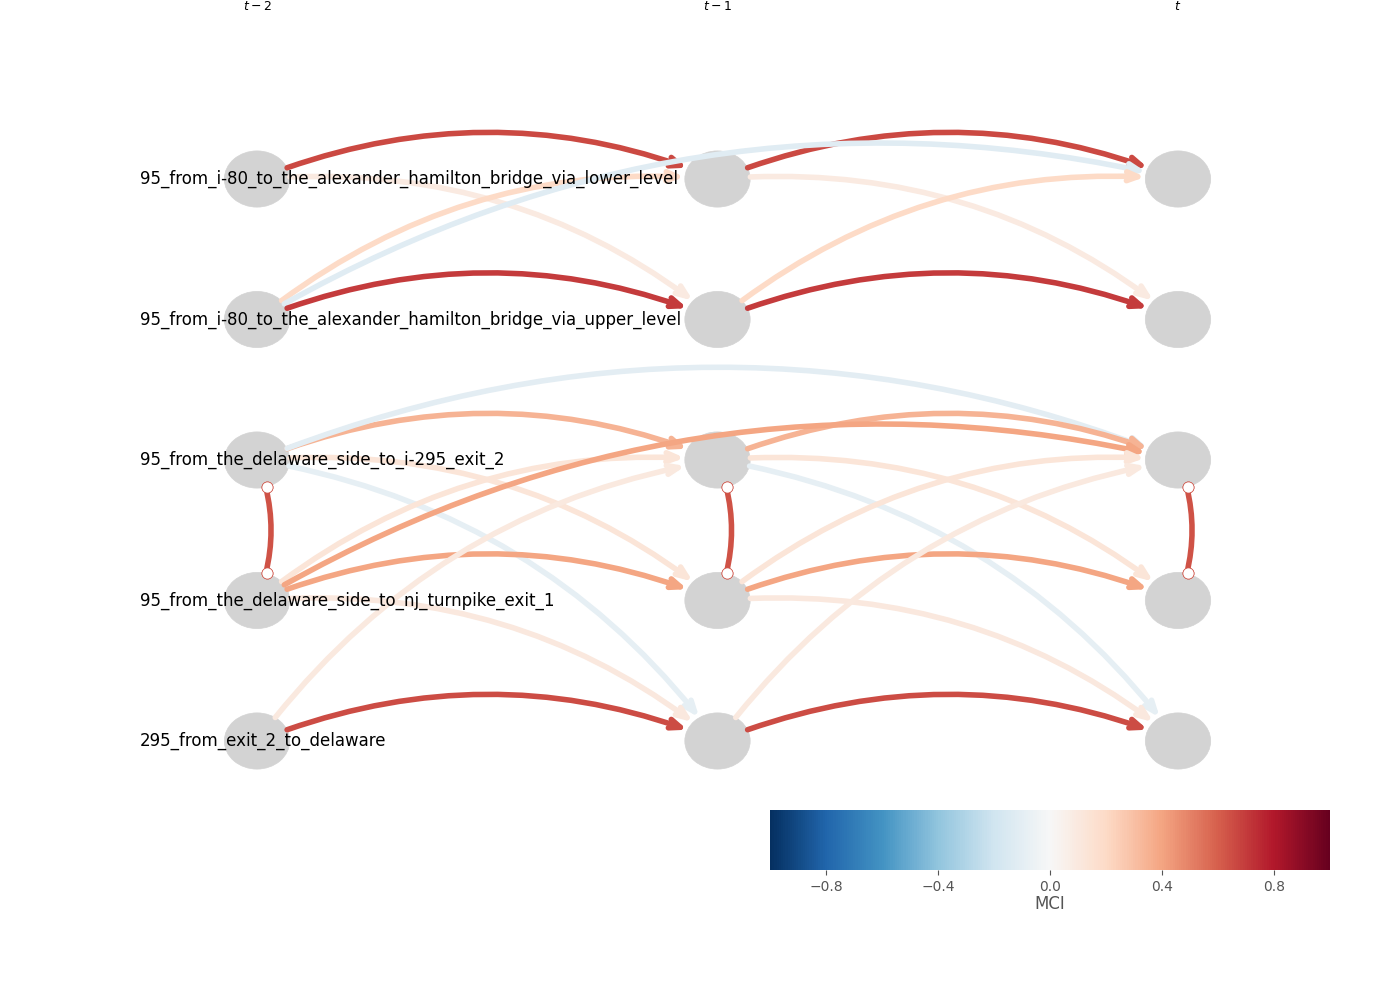 t − 2 t − 1 t
95_from_i-80_to_the_alexander_hamilton_bridge_via_lower_level
95_from_i-80_to_the_alexander_hamilton_bridge_via_upper_level
95_from_the_delaware_side_to_i-295_exit_2
95_from_the_delaware_side_to_nj_turnpike_exit_1
295_from_exit_2_to_delaware
−0.8 −0.4 0.0 0.4 0.8
MCI